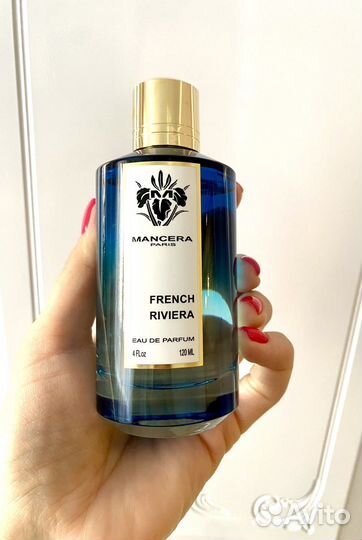 MANCERA
PARIS
FRENCH
RIVIERA
EAU DE PARFUM
4 Fl.oz 120 ML
Avito